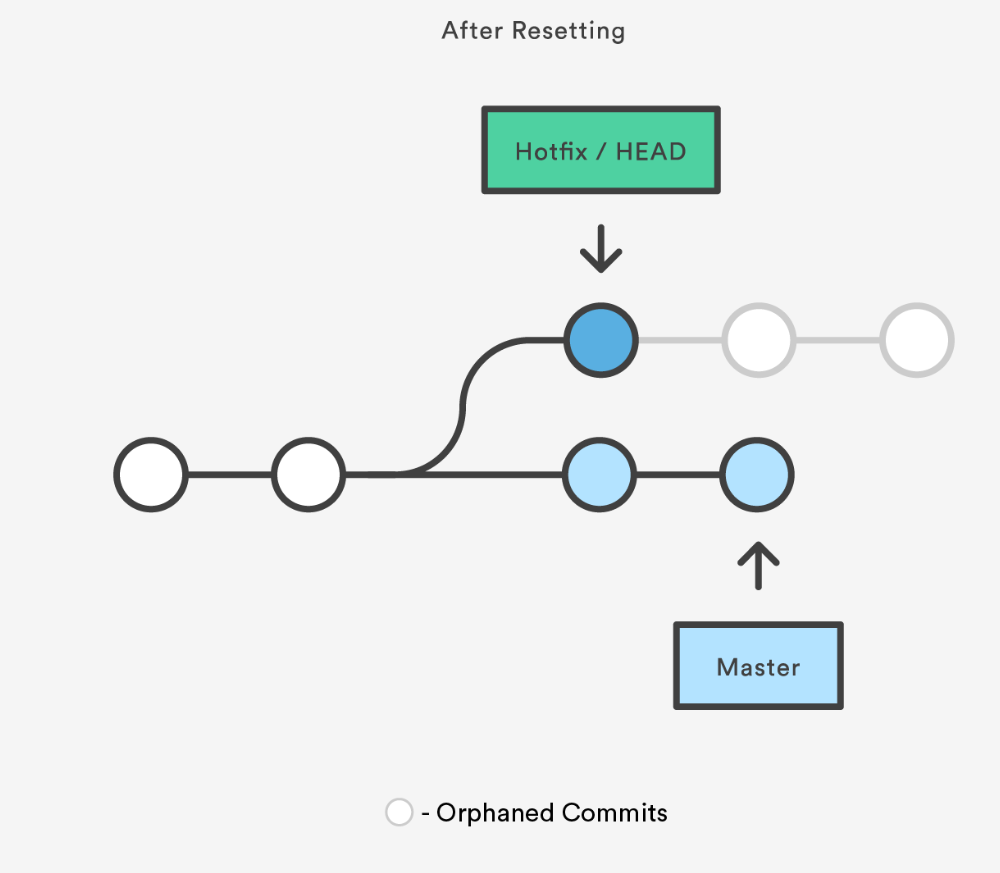 After Resetting
Hotfix / HEAD
Master
- Orphaned Commits